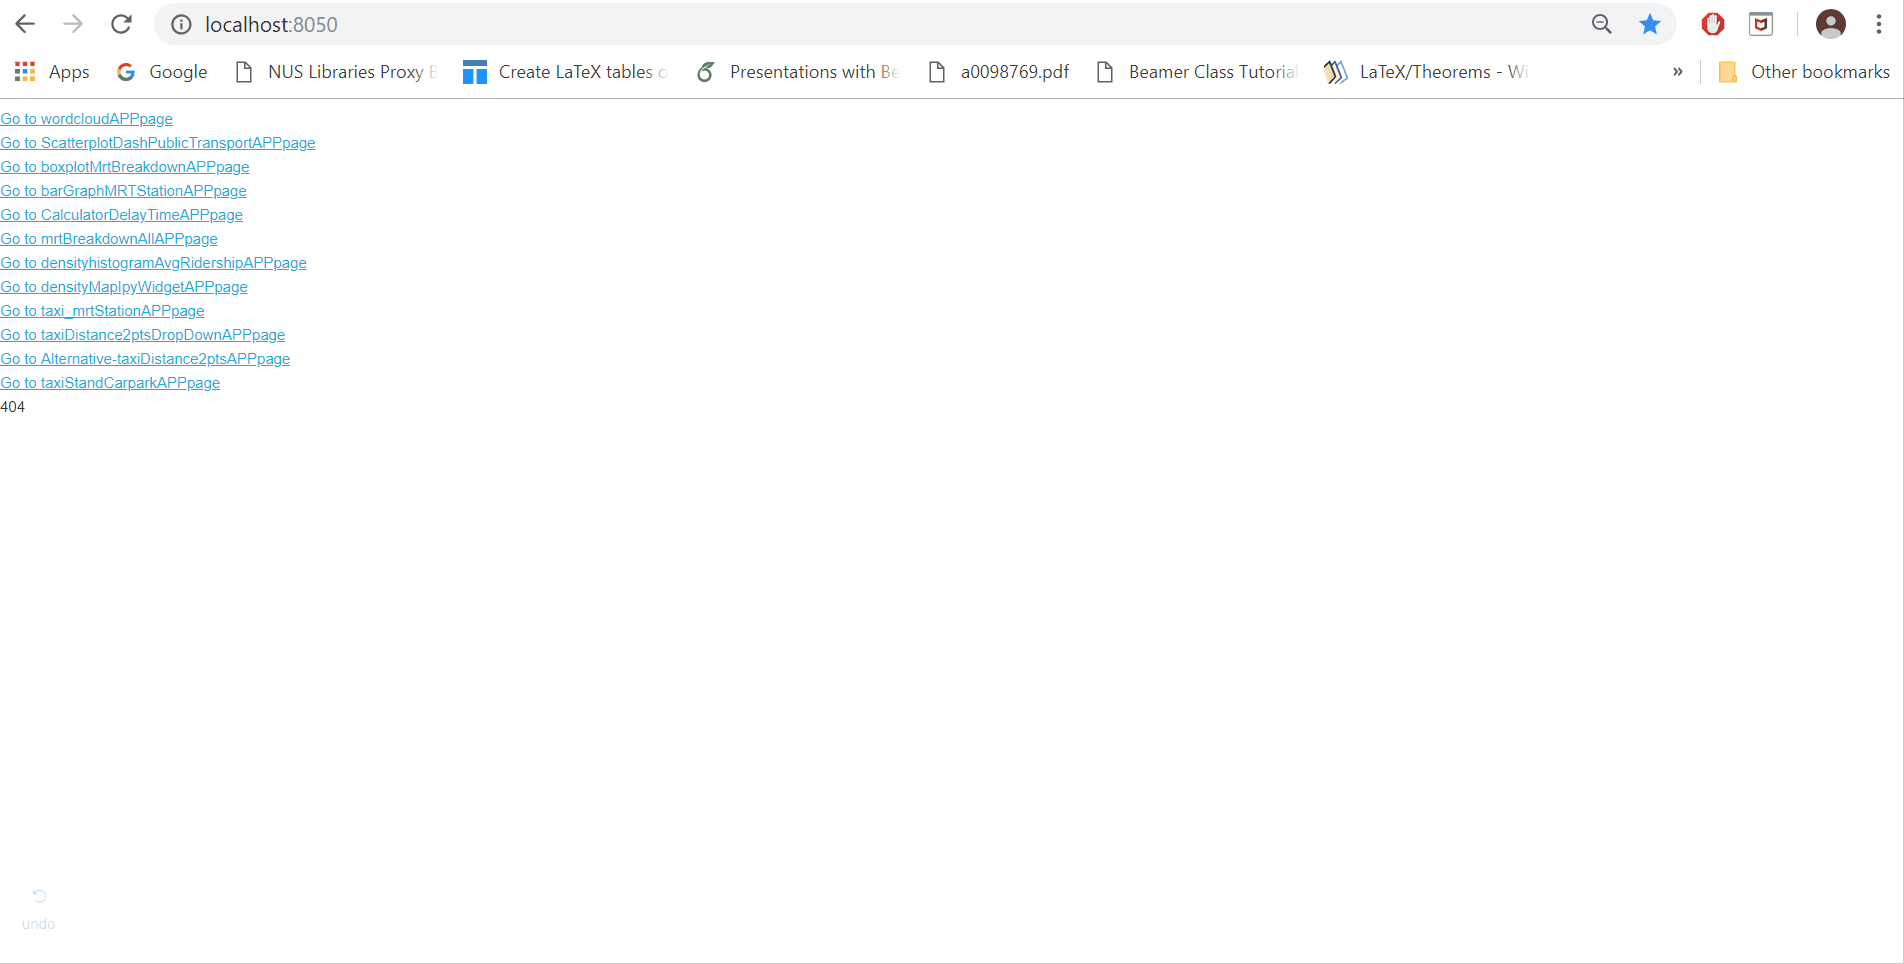 localhost:8050
Apps Google NUS Libraries Proxy Create LaTeX tables o Presentations with Be a0098769.pdf Beamer Class Tutorial LaTeX/Theorems - Wi » Other bookmarks
Go to wordcloudAPPpage
Go to ScatterplotDashPublicTransportAPPpage
Go to boxplotMrtBreakdownAPPpage
Go to barGraphMRTStationAPPpage
Go to CalculatorDelayTimeAPPpage
Go to mrtBreakdownAllAPPpage
Go to densityhistogramAvgRidershipAPPpage
Go to densityMapIpyWidgetAPPpage
Go to taxi_mrtStationAPPpage
Go to taxiDistance2ptsDropDownAPPpage
Go to Alternative-taxiDistance2ptsAPPpage
Go to taxiStandCarparkAPPpage
404
undo